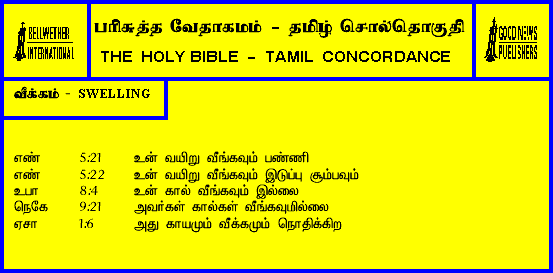 BELLWETHER
INTERNATIONAL
பரிசுத்த வேதாகமம் - தமிழ் சொல்தொகுதி
THE HOLY BIBLE - TAMIL CONCORDANCE
GOOD NEWS
PUBLISHERS
வீக்கம் - SWELLING
எண் 5:21 உன் வயிறு வீங்கவும் பண்ணி
எண் 5:22 உன் வயிறு வீங்கவும் இடுப்பு சூம்பவும்
உபா 8:4 உன் கால் வீங்கவும் இல்லை
நெகே 9:21 அவர்கள் கால்கள் வீங்கவுமில்லை
ஏசா 1:6 அது காயமும் வீக்கமும் நொதிக்கிற